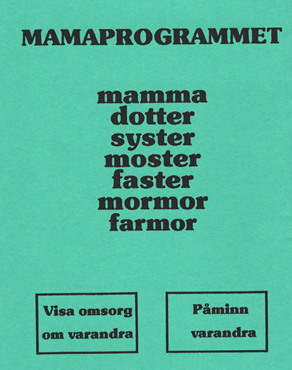 MAMAPROGRAMMET
mamma
dotter
syster
moster
faster
mormor
farmor
Visa omsorg
om varandra
Påminn
varandra